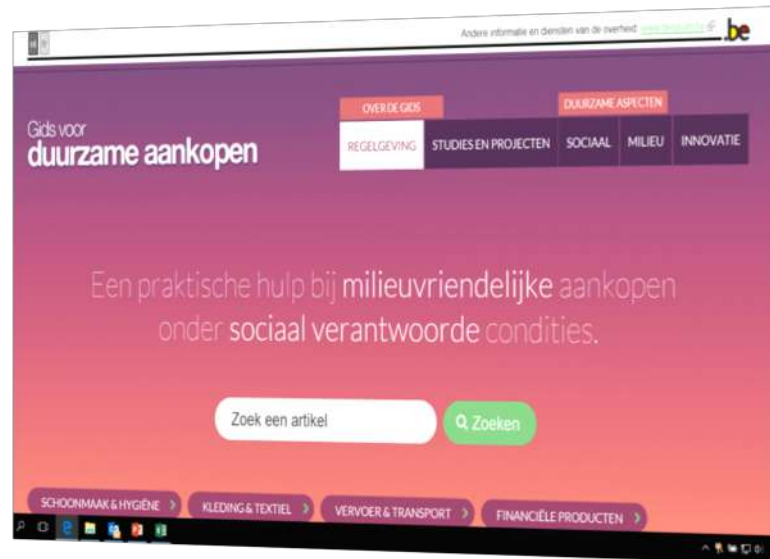 Andere informatie en diensten van de overheid:
.be
Gids voor
duurzame aankopen
OVER DE GIDS
DUURZAME ASPECTEN
REGELGEVING
STUDIES EN PROJECTEN
SOCIAAL
MILIEU
INNOVATIE
Een praktische hulp bij milieuvriendelijke aankopen
onder sociaal verantwoorde condities.
Zoek een artikel
Zoeken
SCHOONMAAK & HYGIËNE
KLEDING & TEXTIEL
VERVOER & TRANSPORT
FINANCIËLE PRODUCTEN